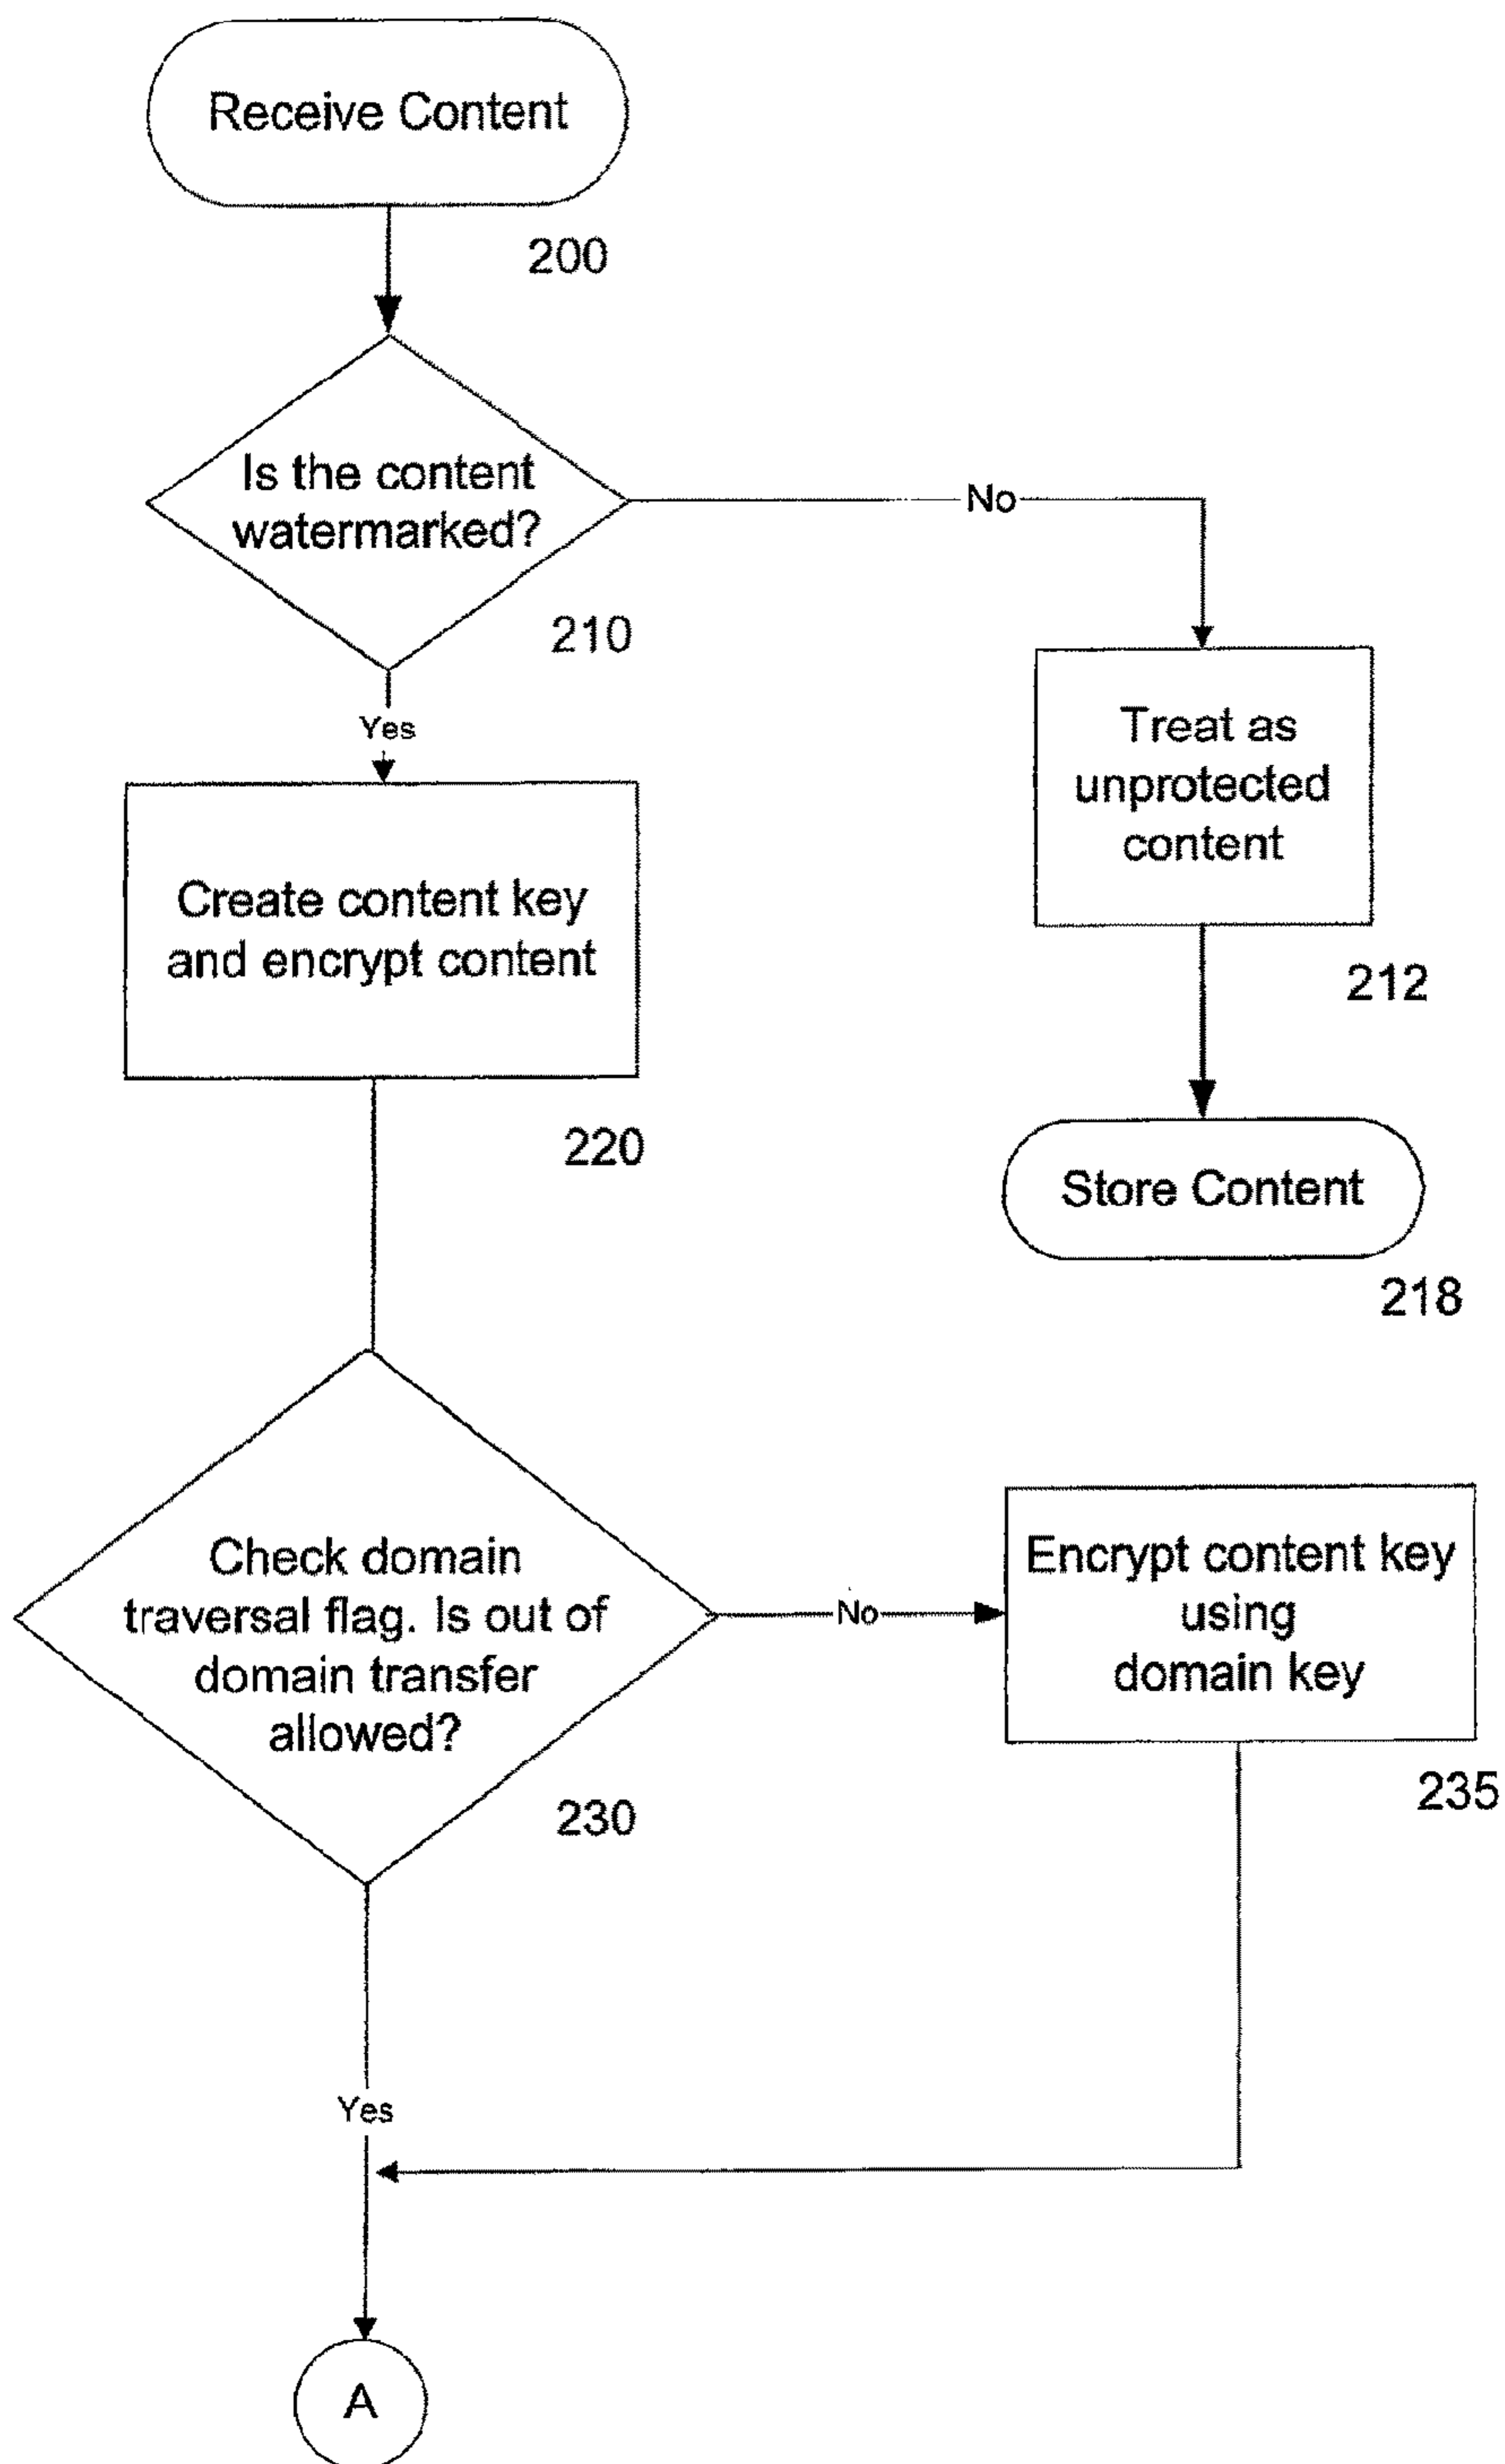 Receive Content
200
Is the content
watermarked?
No
210
Yes
Treat as
unprotected
content
212
Create content key
and encrypt content
220
Store Content
218
Check domain
traversal flag. Is out of
domain transfer
allowed?
230
No
Encrypt content key
using
domain key
235
Yes
A